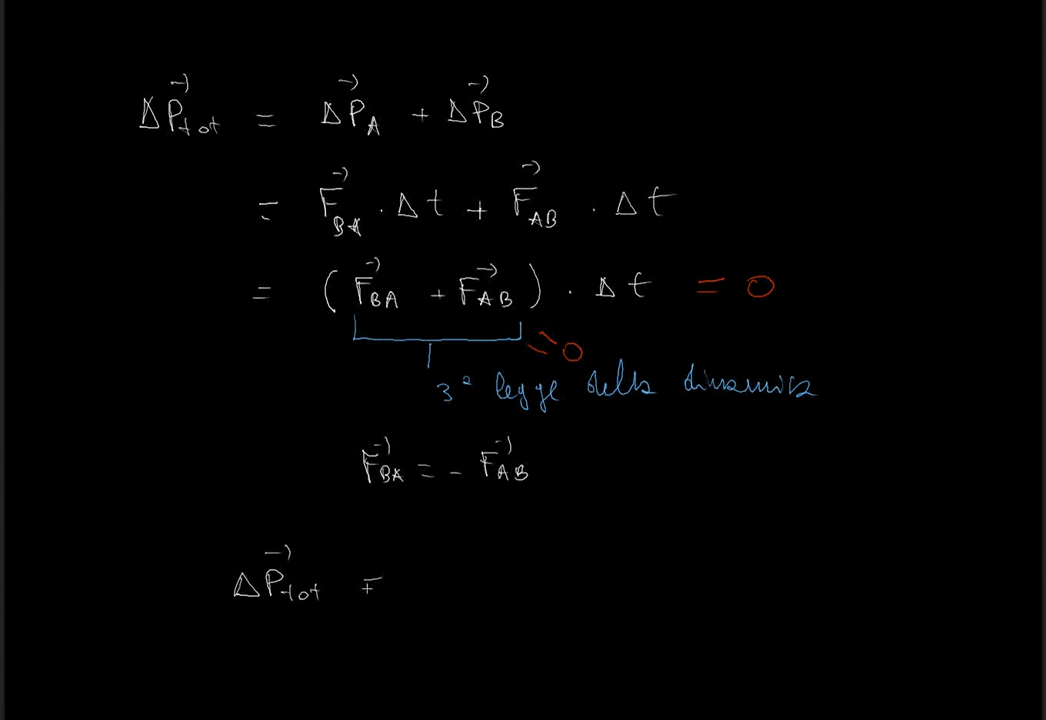 ΔP⃗tot = ΔP⃗A + ΔP⃗B
= F⃗BA · Δt + F⃗AB · Δt
= (F⃗BA + F⃗AB) · Δt = 0
= 0
3ª legge della dinamica
F⃗BA = - F⃗AB
ΔP⃗tot =